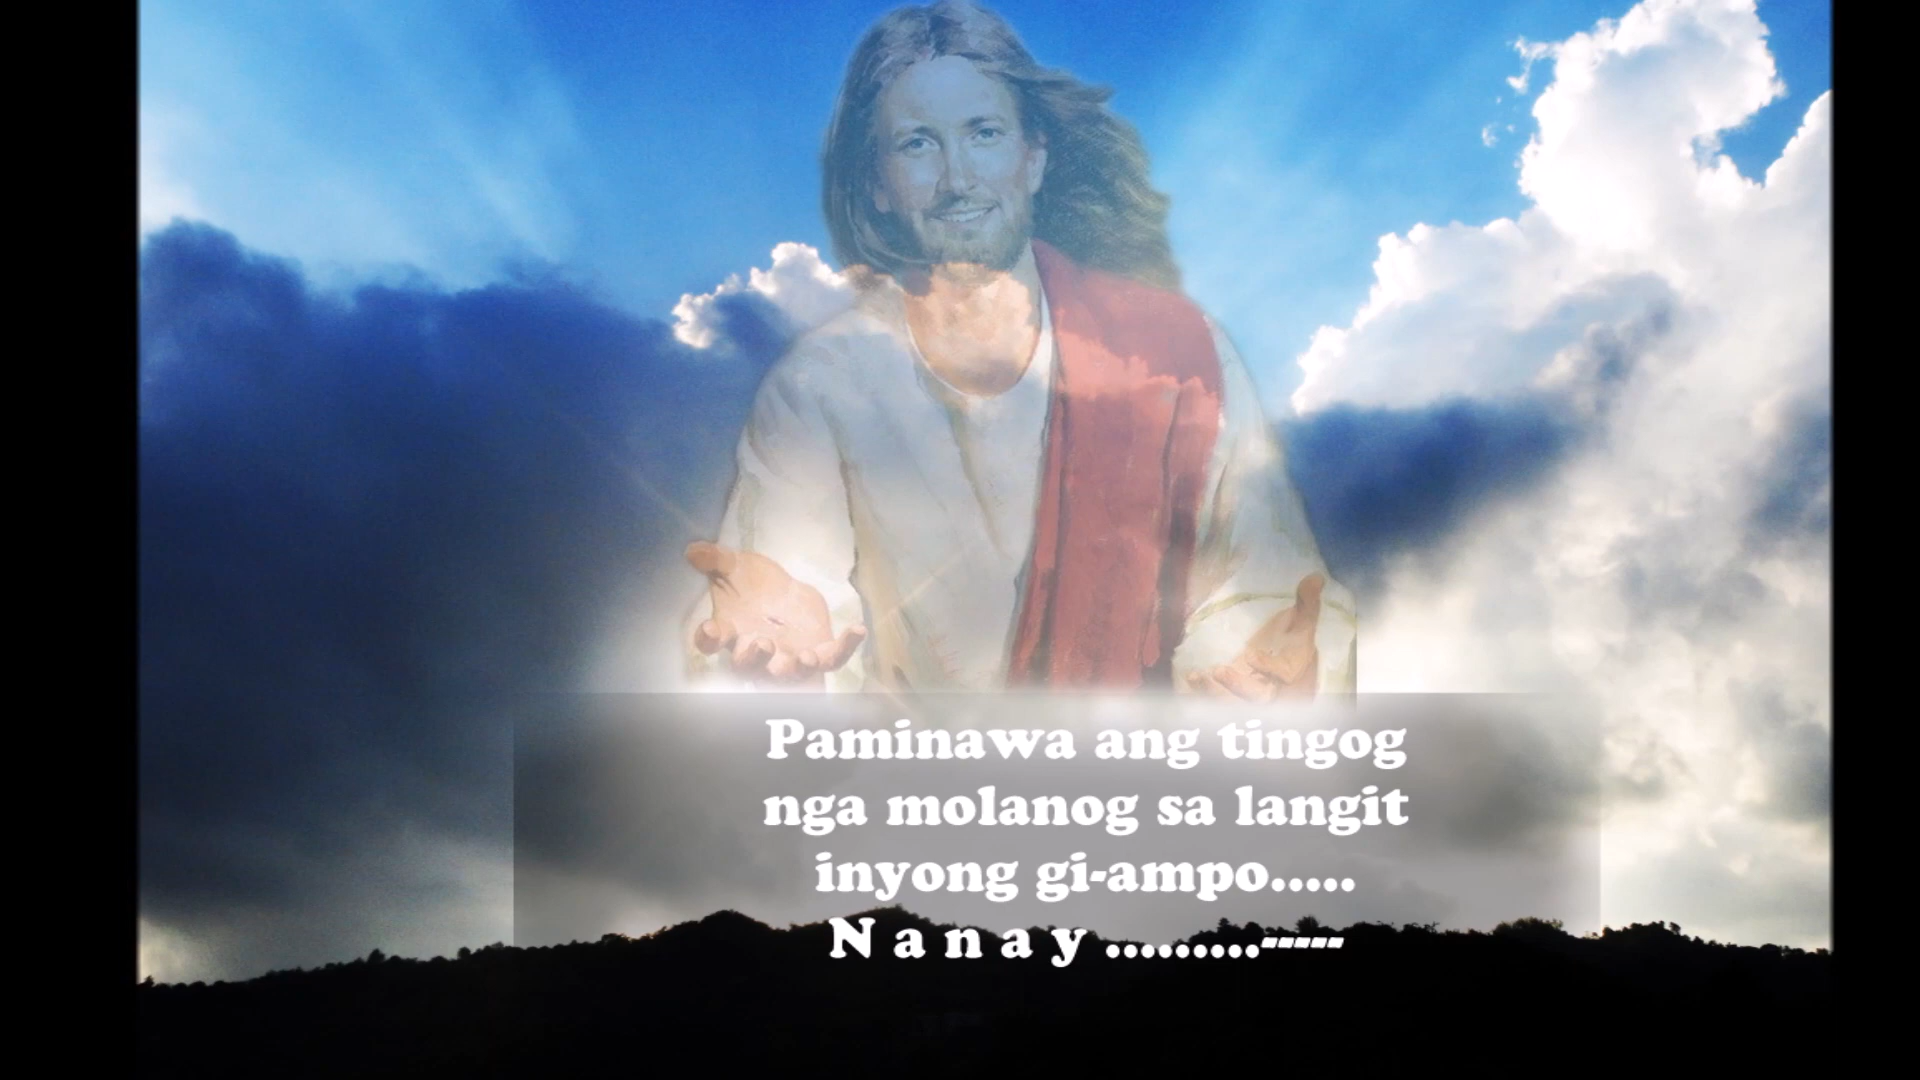 Paminawa ang tingog
nga molanog sa langit
inyong gi-ampo.....
N a n a y .........-----